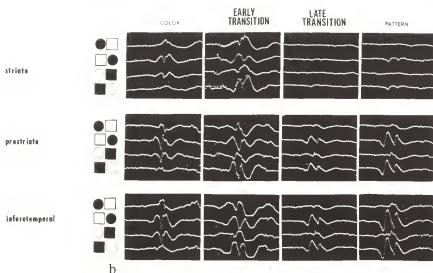 COLOR
EARLY
TRANSITION
LATE
TRANSITION
PATTERN
striate
prestriate
inferotemporal
b